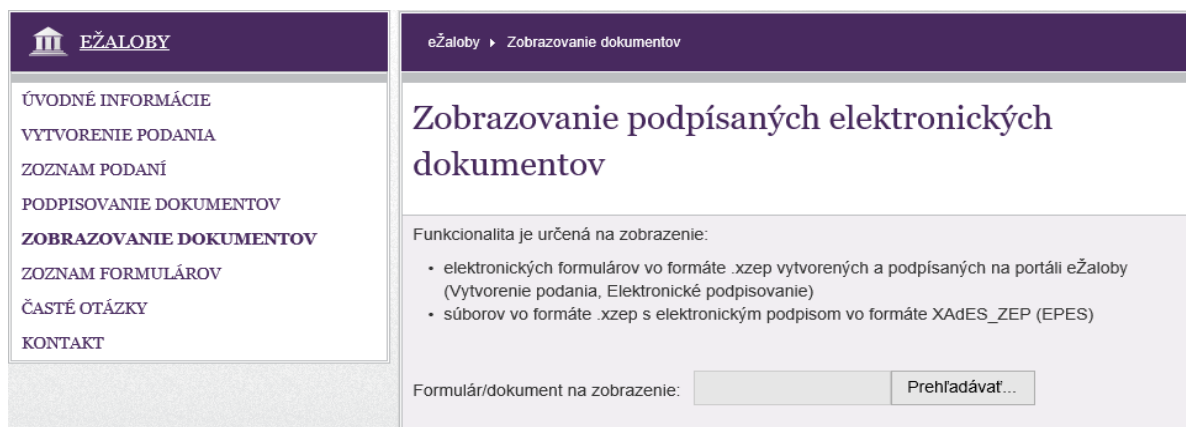 EŽALOBY
ÚVODNÉ INFORMÁCIE
VYTVORENIE PODANIA
ZOZNAM PODANÍ
PODPISOVANIE DOKUMENTOV
ZOBRAZOVANIE DOKUMENTOV
ZOZNAM FORMULÁROV
ČASTÉ OTÁZKY
KONTAKT
eŽaloby ▸ Zobrazovanie dokumentov
Zobrazovanie podpísaných elektronických
dokumentov
Funkcionalita je určená na zobrazenie:
• elektronických formulárov vo formáte .xzep vytvorených a podpísaných na portáli eŽaloby
(Vytvorenie podania, Elektronické podpisovanie)
• súborov vo formáte .xzep s elektronickým podpisom vo formáte XAdES_ZEP (EPES)
Formulár/dokument na zobrazenie: Prehľadávať...